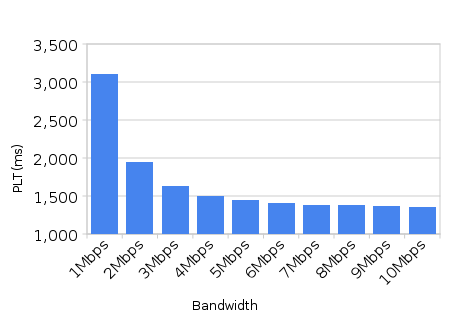 3,500
3,000
2,500
2,000
1,500
1,000
PLT (ms)
1Mbps
2Mbps
3Mbps
4Mbps
5Mbps
6Mbps
7Mbps
8Mbps
9Mbps
10Mbps
Bandwidth